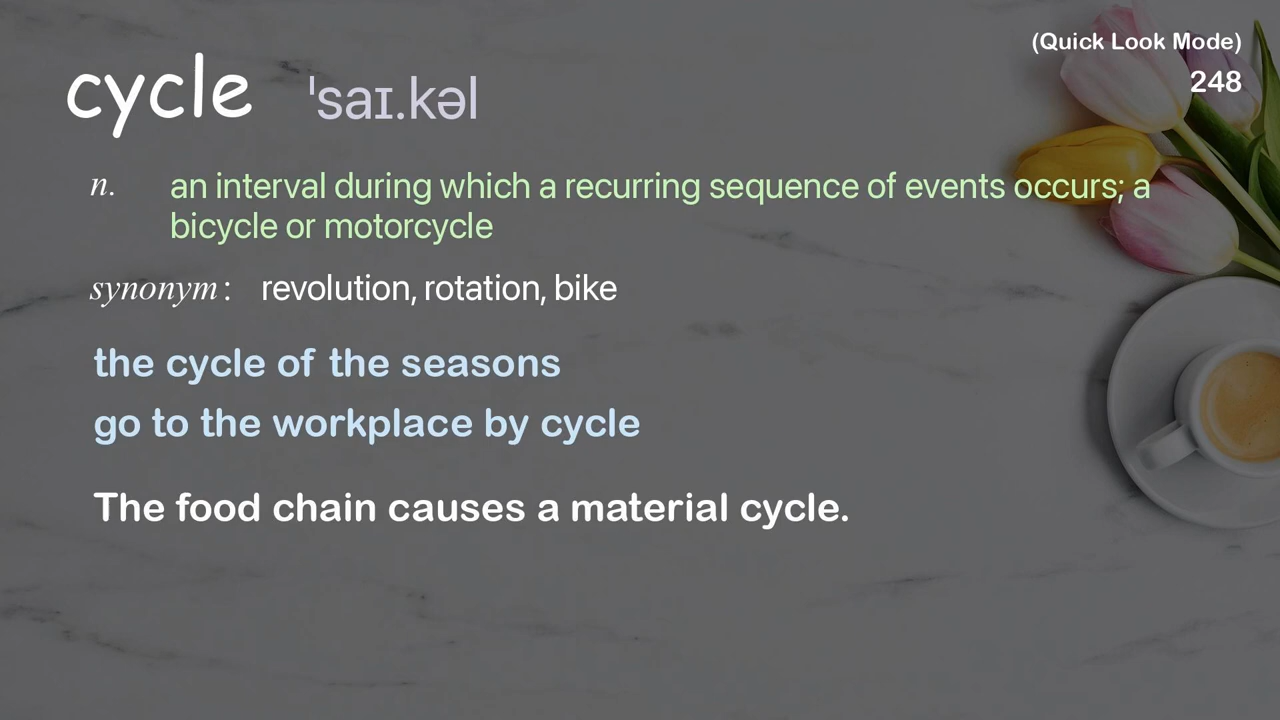 (Quick Look Mode)
248
cycle ˈsaɪ.kəl
n. an interval during which a recurring sequence of events occurs; a
bicycle or motorcycle
synonym : revolution, rotation, bike
the cycle of the seasons
go to the workplace by cycle
The food chain causes a material cycle.